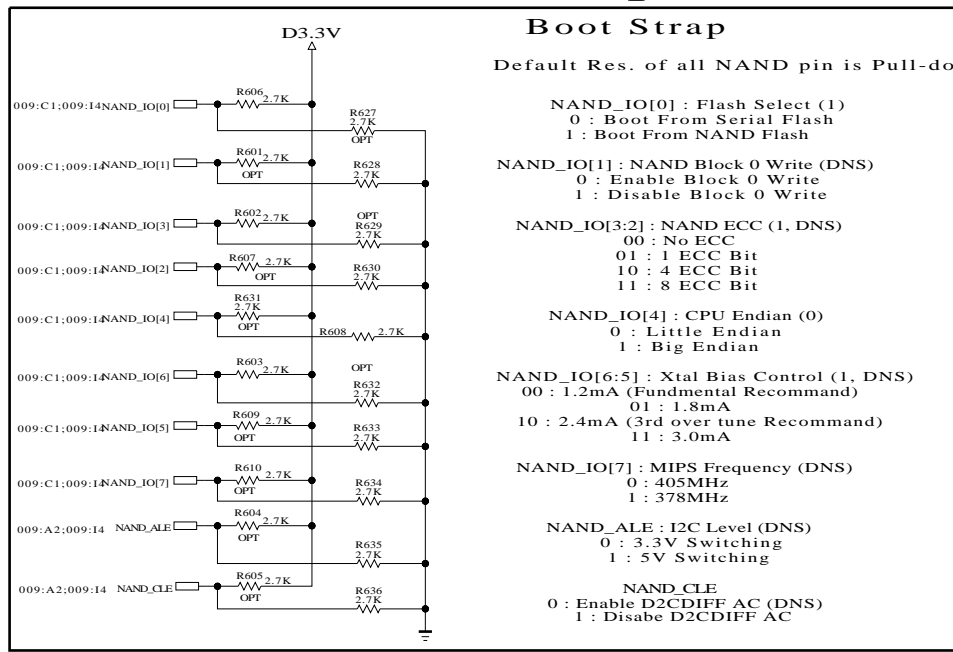 Boot Strap
D3.3V
Default Res. of all NAND pin is Pull-do
009:C1;009:I4 NAND_IO[0]
R606
2.7K
R627
2.7K
OPT
009:C1;009:I4 NAND_IO[1]
R601
2.7K
OPT
R628
2.7K
009:C1;009:I4 NAND_IO[3]
R602
2.7K
OPT
R629
2.7K
009:C1;009:I4 NAND_IO[2]
R607
2.7K
OPT
R630
2.7K
009:C1;009:I4 NAND_IO[4]
R631
2.7K
OPT
R608 2.7K
009:C1;009:I4 NAND_IO[6]
R603
2.7K
OPT
R632
2.7K
009:C1;009:I4 NAND_IO[5]
R609
2.7K
OPT
R633
2.7K
009:C1;009:I4 NAND_IO[7]
R610
2.7K
OPT
R634
2.7K
009:A2;009:I4 NAND_ALE
R604
2.7K
OPT
R635
2.7K
009:A2;009:I4 NAND_CLE
R605
2.7K
OPT
R636
2.7K
NAND_IO[0] : Flash Select (1)
0 : Boot From Serial Flash
1 : Boot From NAND Flash
NAND_IO[1] : NAND Block 0 Write (DNS)
0 : Enable Block 0 Write
1 : Disable Block 0 Write
NAND_IO[3:2] : NAND ECC (1, DNS)
00 : No ECC
01 : 1 ECC Bit
10 : 4 ECC Bit
11 : 8 ECC Bit
NAND_IO[4] : CPU Endian (0)
0 : Little Endian
1 : Big Endian
NAND_IO[6:5] : Xtal Bias Control (1, DNS)
00 : 1.2mA (Fundmental Recommand)
01 : 1.8mA
10 : 2.4mA (3rd over tune Recommand)
11 : 3.0mA
NAND_IO[7] : MIPS Frequency (DNS)
0 : 405MHz
1 : 378MHz
NAND_ALE : I2C Level (DNS)
0 : 3.3V Switching
1 : 5V Switching
NAND_CLE
0 : Enable D2CDIFF AC (DNS)
1 : Disabe D2CDIFF AC